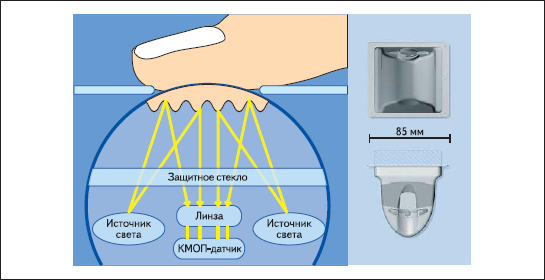 85 мм
Защитное стекло
Источник
света
Линза
КМОП-датчик
Источник
света